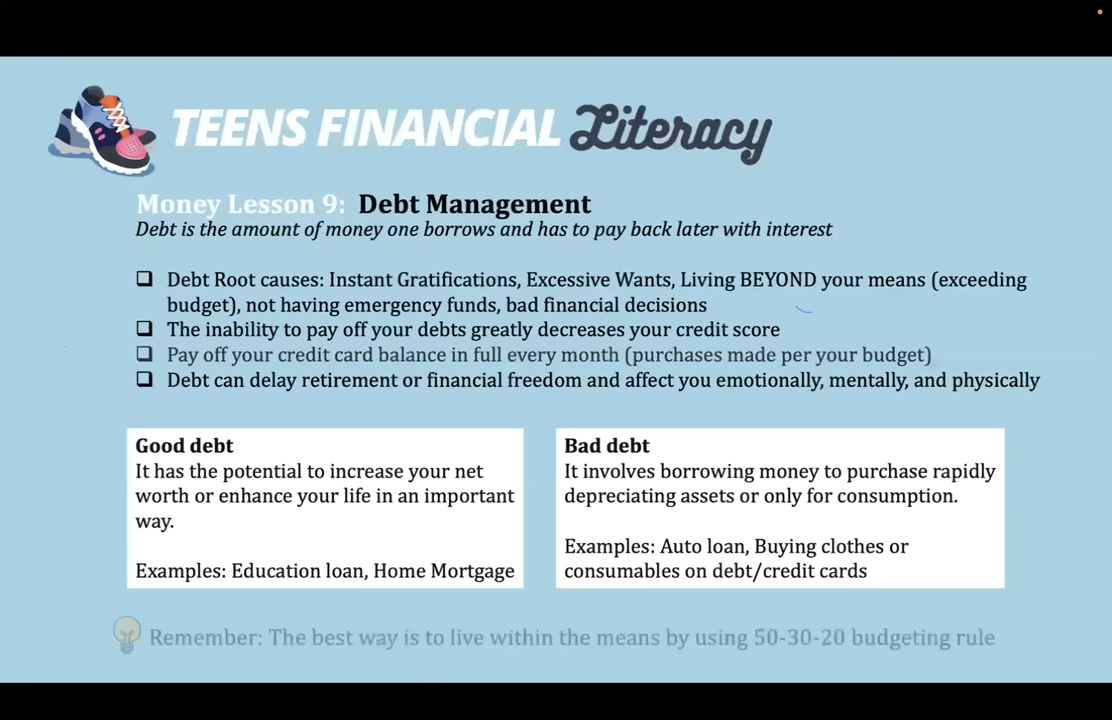 TEENS FINANCIAL Literacy
Money Lesson 9: Debt Management
Debt is the amount of money one borrows and has to pay back later with interest
❑ Debt Root causes: Instant Gratifications, Excessive Wants, Living BEYOND your means (exceeding
budget), not having emergency funds, bad financial decisions
❑ The inability to pay off your debts greatly decreases your credit score
❑ Pay off your credit card balance in full every month (purchases made per your budget)
❑ Debt can delay retirement or financial freedom and affect you emotionally, mentally, and physically
Good debt
It has the potential to increase your net
worth or enhance your life in an important
way.
Examples: Education loan, Home Mortgage
Bad debt
It involves borrowing money to purchase rapidly
depreciating assets or only for consumption.
Examples: Auto loan, Buying clothes or
consumables on debt/credit cards
Remember: The best way is to live within the means by using 50-30-20 budgeting rule